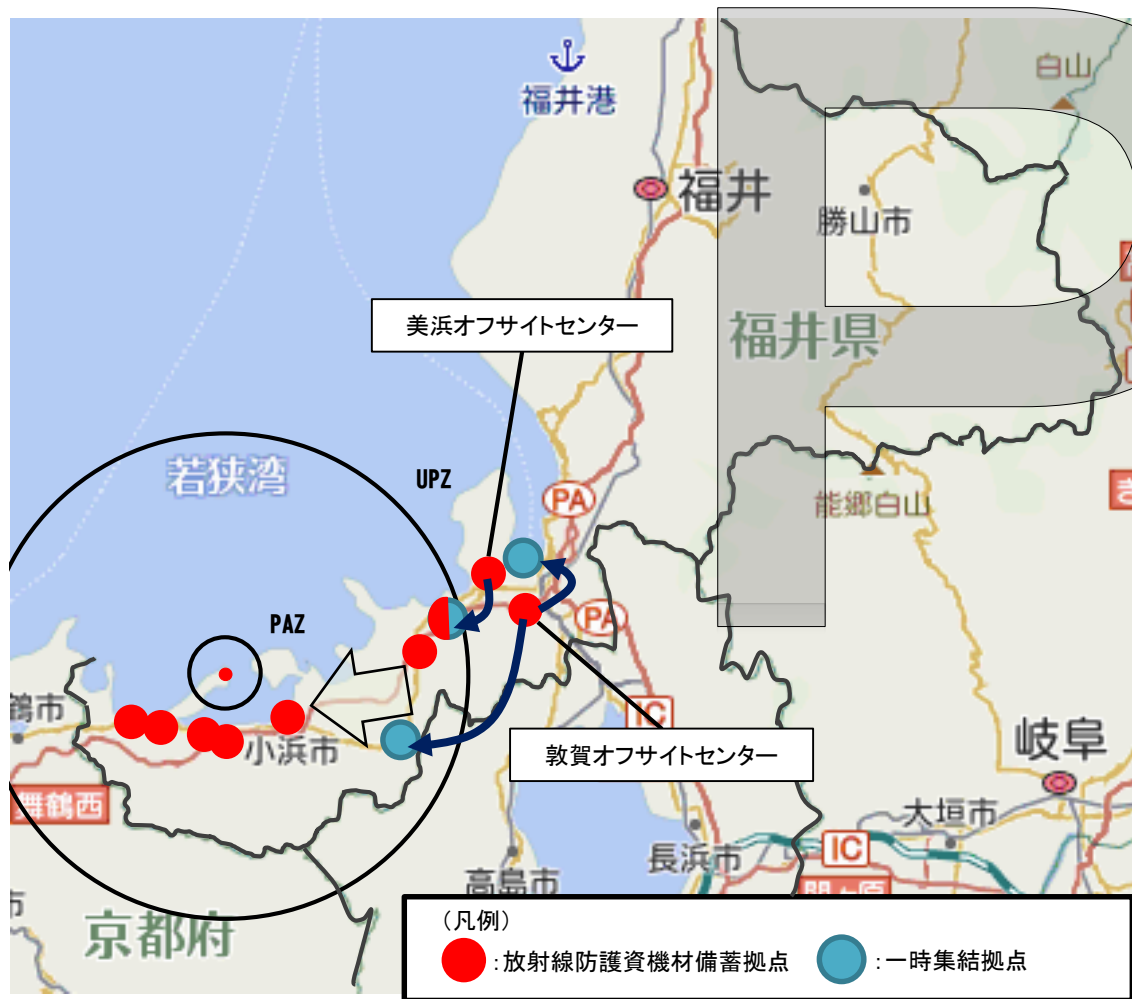 白山
福井港
福井
勝山市
美浜オフサイトセンター
福井県
UPZ
若狭湾
PA
能郷白山
PAZ
PA
鶴市
小浜市
IC
敦賀オフサイトセンター
岐阜
舞鶴西
大垣市
長浜市
IC
高島市
京都府
(凡例)
:放射線防護資機材備蓄拠点
:一時集結拠点
P